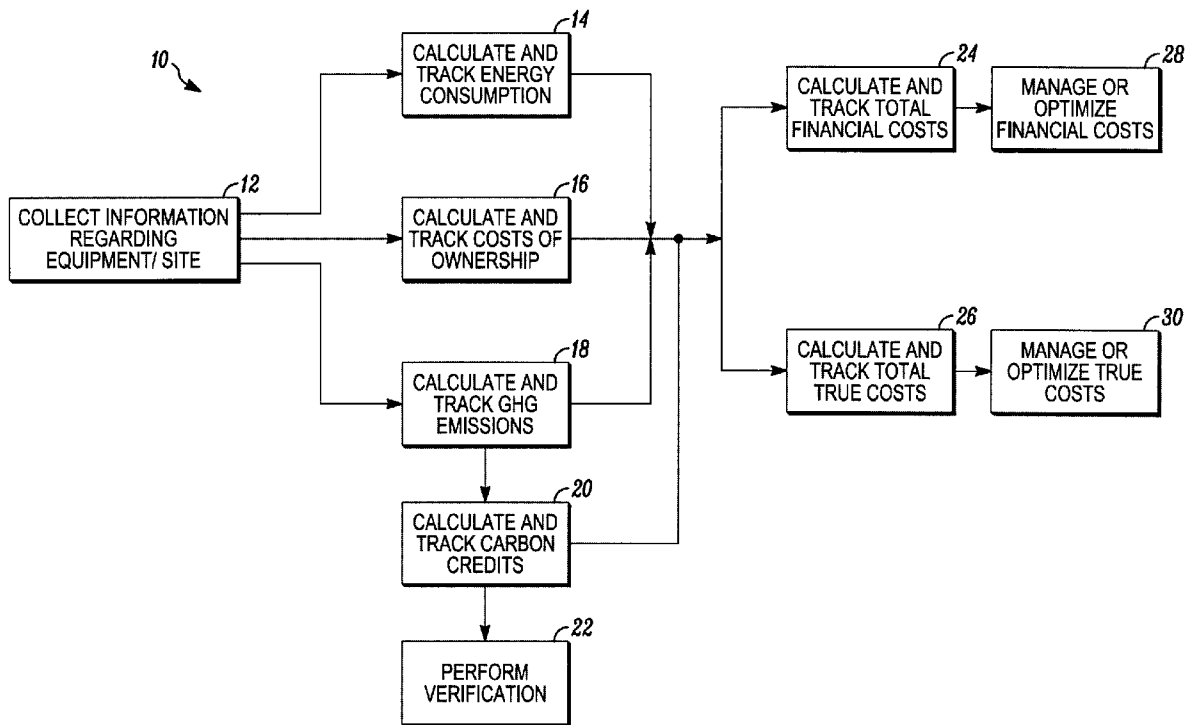 10
12
COLLECT INFORMATION
REGARDING
EQUIPMENT/ SITE
14
CALCULATE AND
TRACK ENERGY
CONSUMPTION
16
CALCULATE AND
TRACK COSTS OF
OWNERSHIP
18
CALCULATE AND
TRACK GHG
EMISSIONS
20
CALCULATE AND
TRACK CARBON
CREDITS
22
PERFORM
VERIFICATION
24
CALCULATE AND
TRACK TOTAL
FINANCIAL COSTS
28
MANAGE OR
OPTIMIZE
FINANCIAL COSTS
26
CALCULATE AND
TRACK TOTAL
TRUE COSTS
30
MANAGE OR
OPTIMIZE TRUE
COSTS